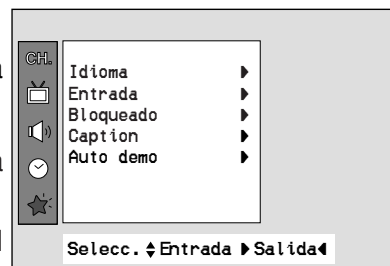 CH.
Idioma ▶
Entrada ▶
Bloqueado ▶
Caption ▶
Auto demo ▶
Selecc. ▲▼ Entrada ▶ Salida ◀